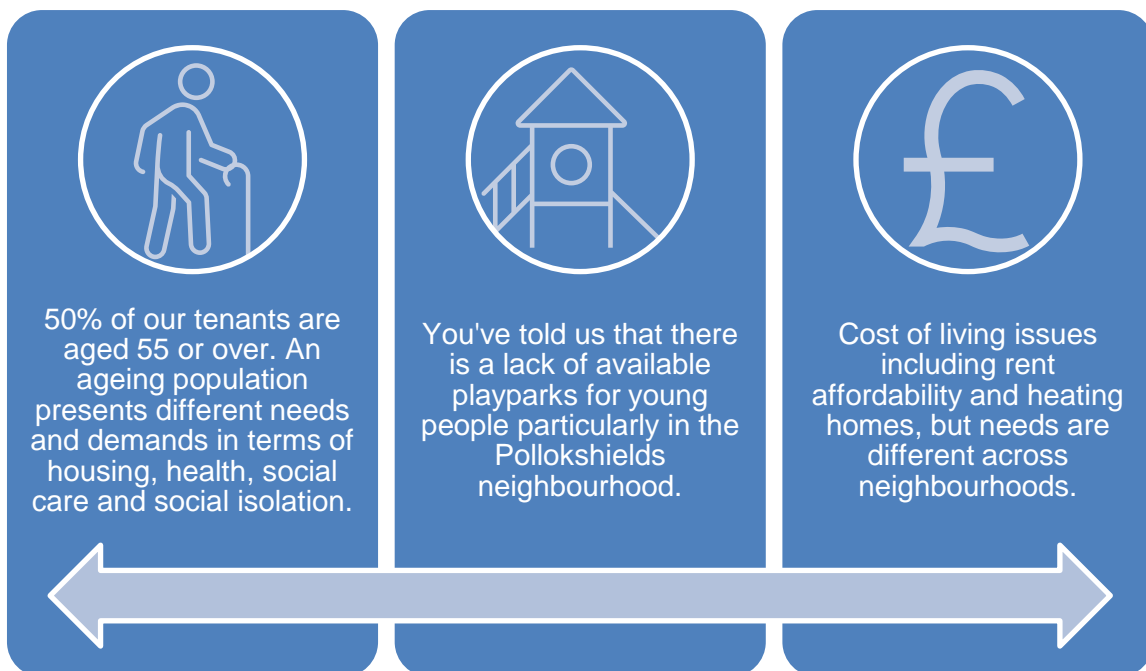 50% of our tenants are
aged 55 or over. An
ageing population
presents different needs
and demands in terms of
housing, health, social
care and social isolation.
You've told us that there
is a lack of available
playparks for young
people particularly in the
Pollokshields
neighbourhood.
£
Cost of living issues
including rent
affordability and heating
homes, but needs are
different across
neighbourhoods.